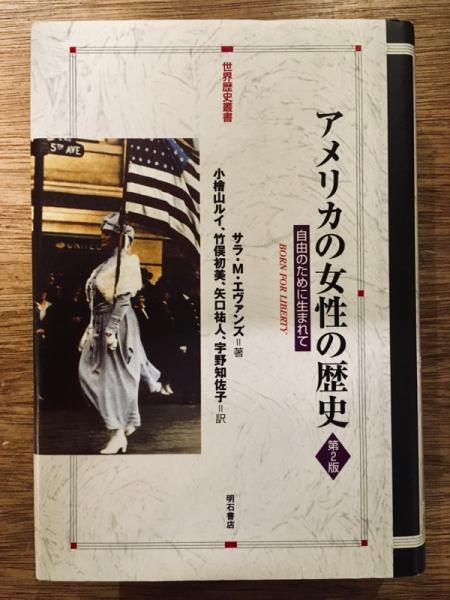 世界歴史叢書
アメリカの女性の歴史
第2版
自由のために生まれて
BORN FOR LIBERTY
サラ・M・エヴァンズ=著
小檜山ルイ、竹俣初美、矢口祐人、宇野知佐子=訳
明石書店
5TH AVE
UNITED